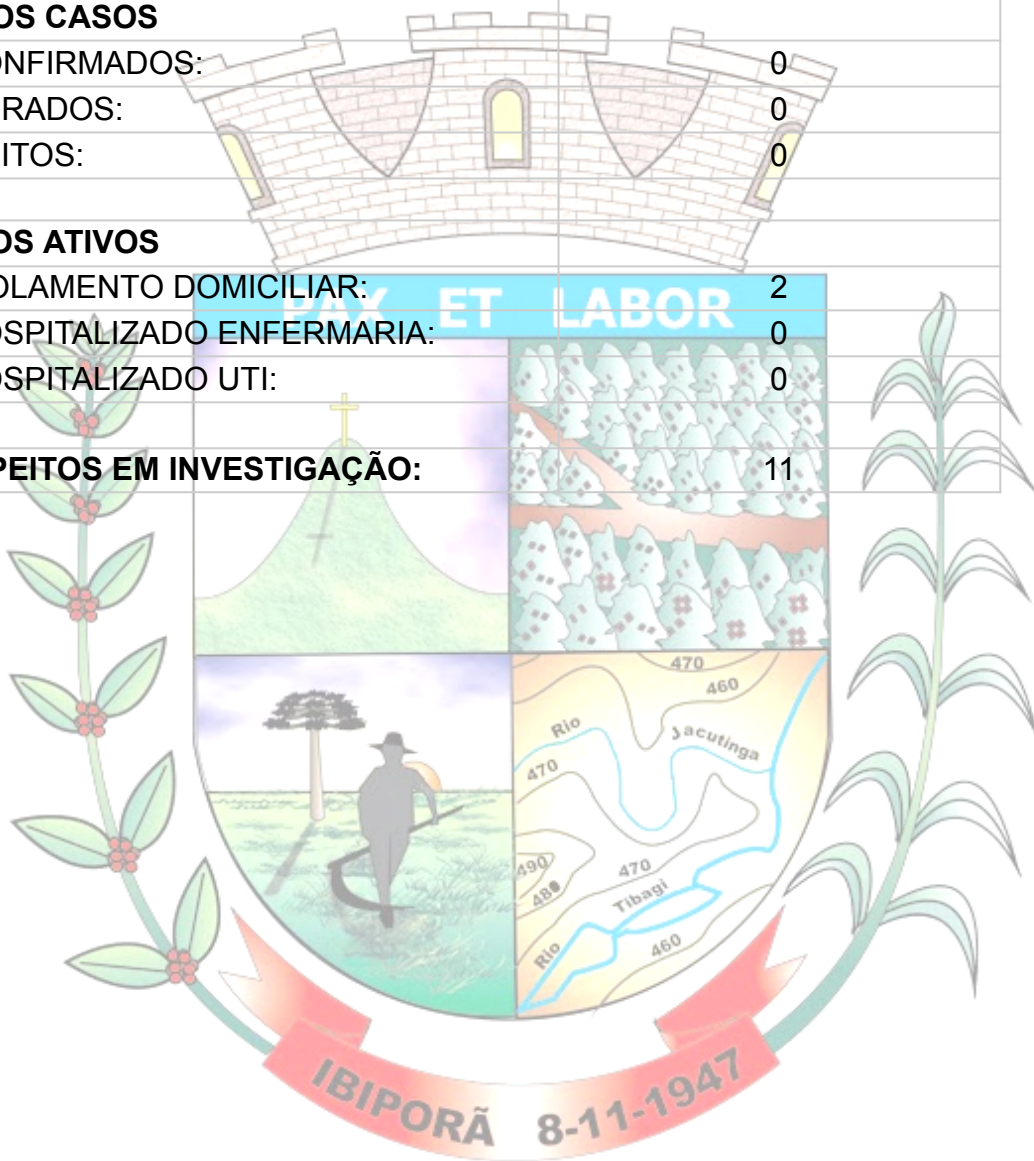 OS CASOS
ONFIRMADOS: 0
RADOS: 0
ITOS: 0
OS ATIVOS
OLAMENTO DOMICILIAR: 2
OSPITALIZADO ENFERMARIA: 0
OSPITALIZADO UTI: 0
PEITOS EM INVESTIGAÇÃO: 11
PAX ET LABOR
470
460
Rio Jacutinga
470
490
480
470
Rio Tibagi
460
IBIPORÃ 8-11-1947